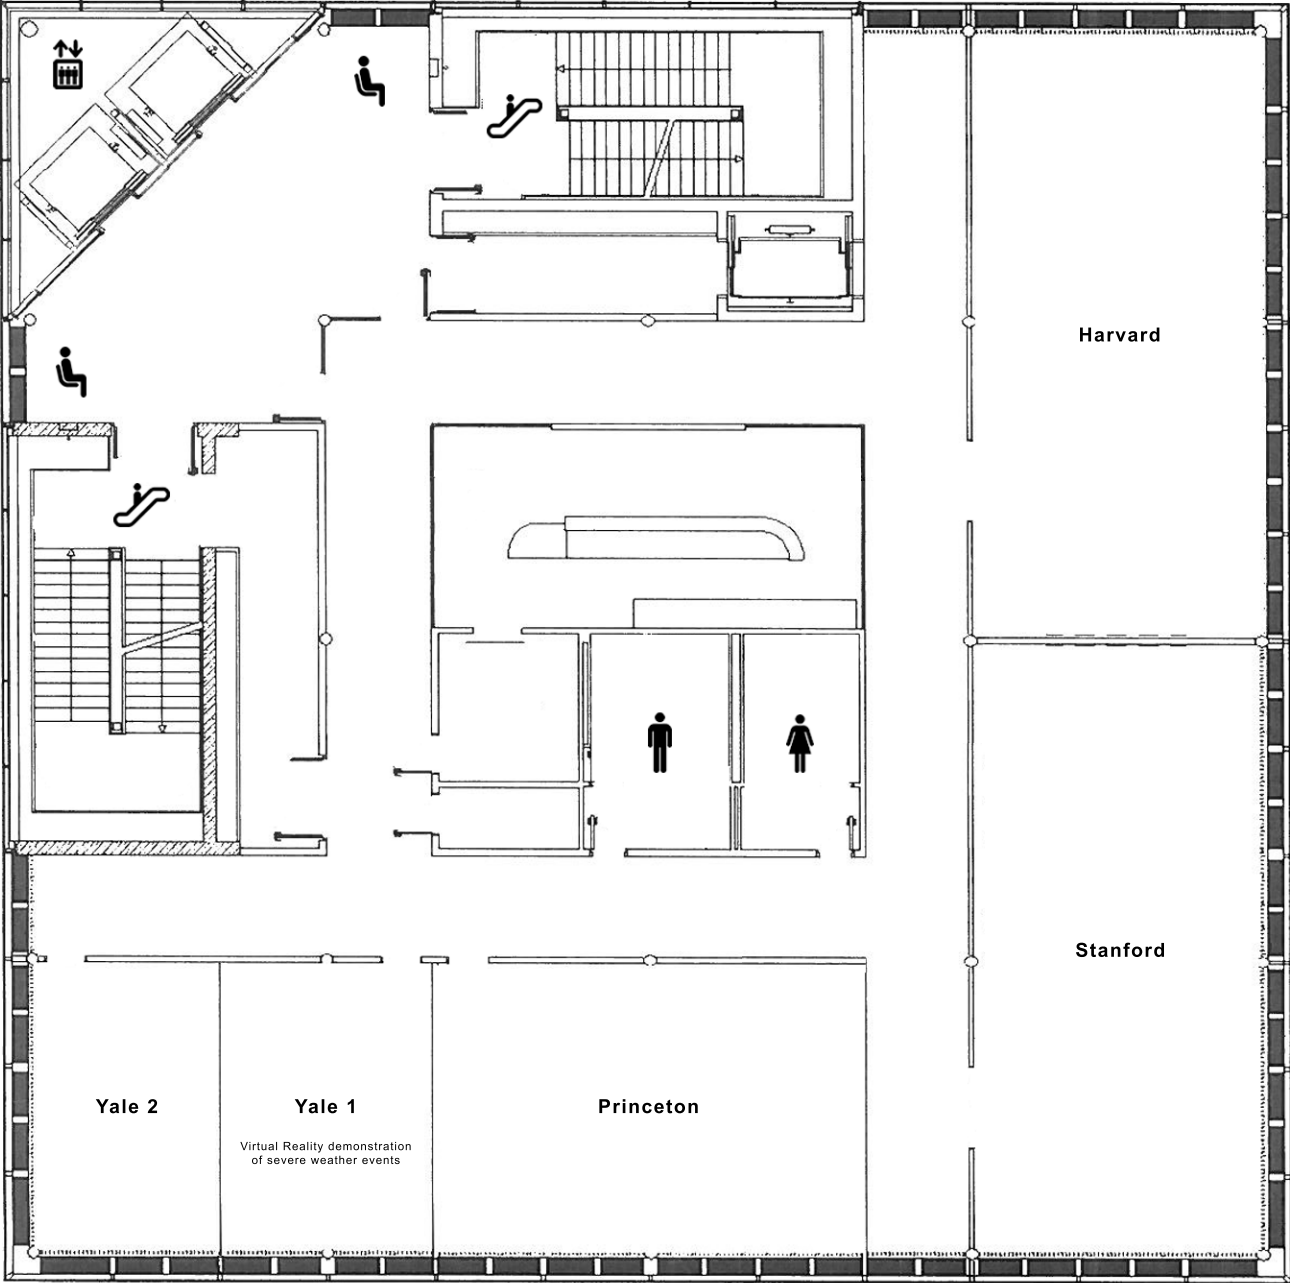 Harvard
Stanford
Yale 2
Yale 1
Princeton
Virtual Reality demonstration
of severe weather events